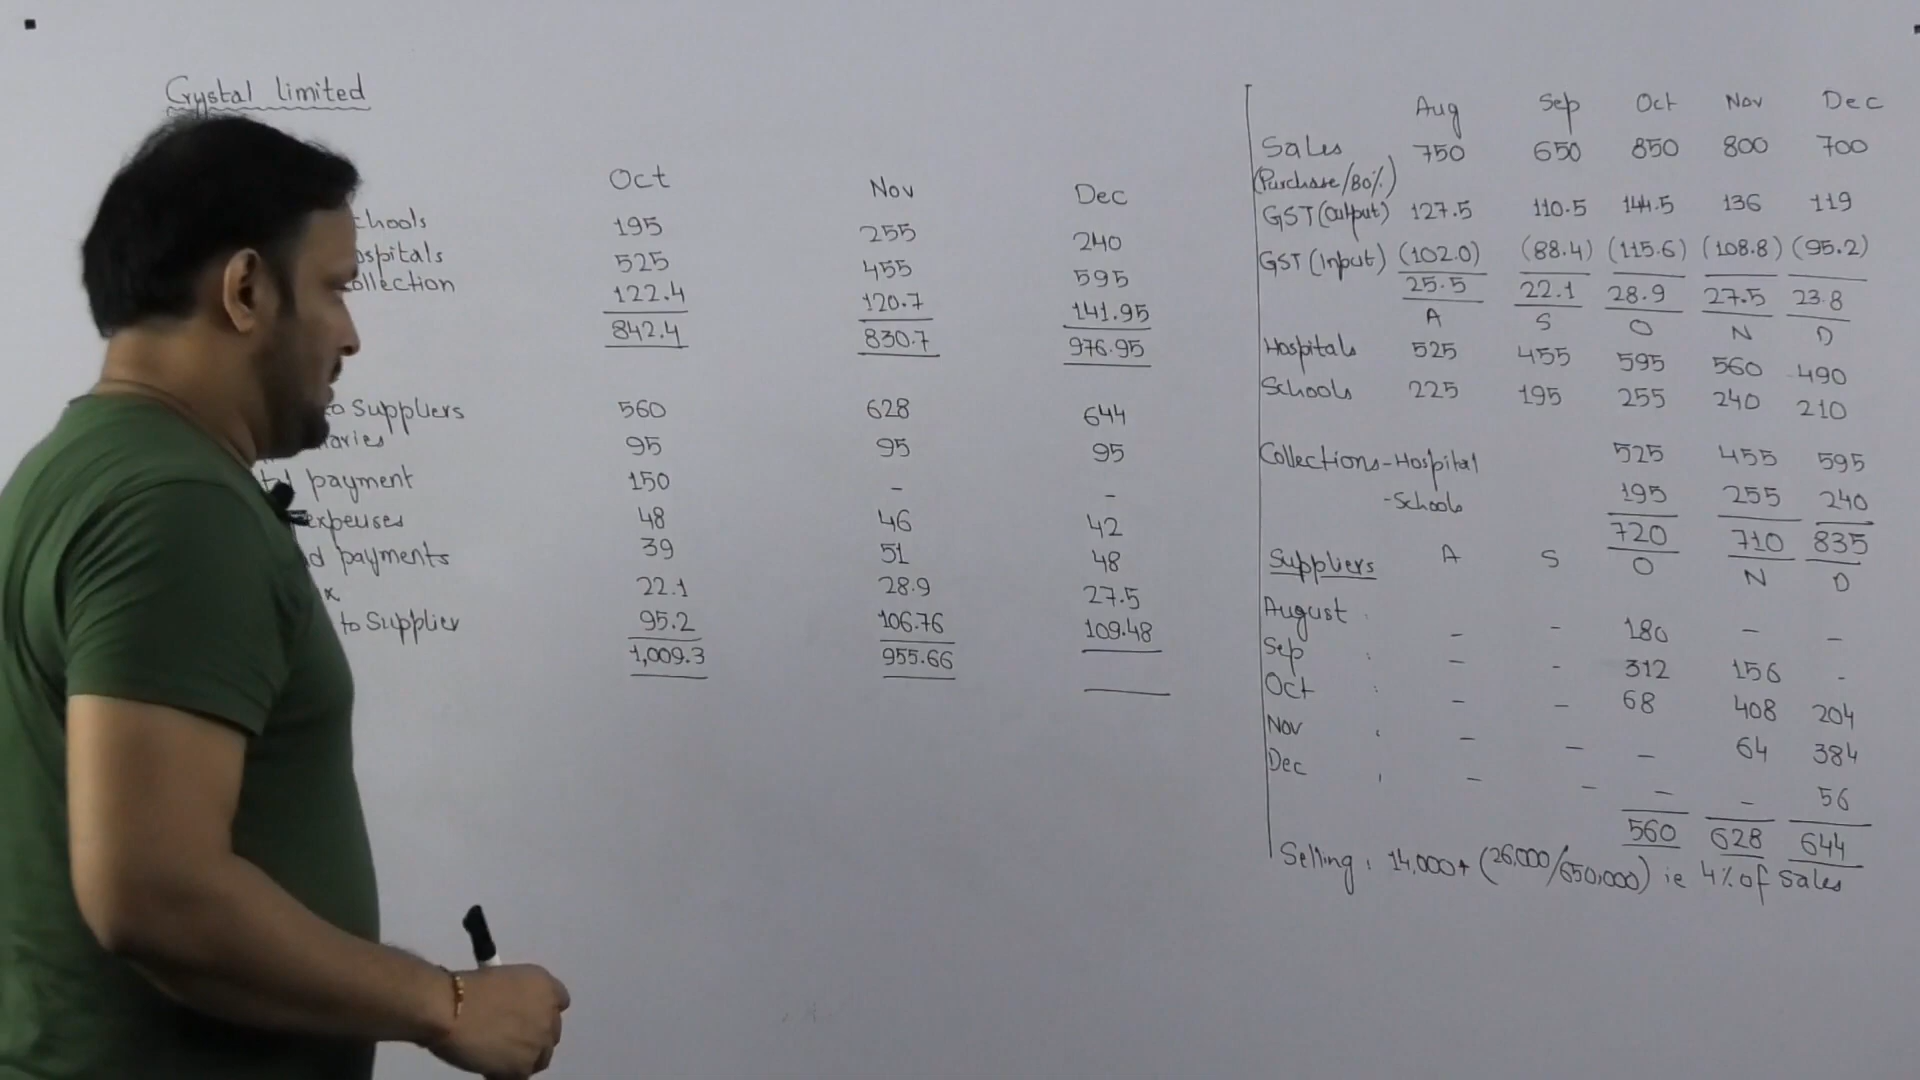 Crystal limited
Oct Nov Dec
chools 195 255 240
ospitals 525 455 595
ollection 122.4 120.7 141.95
842.4 830.7 976.95
to Suppliers 560 628 644
aries 95 95 95
payment 150 - -
expenses 48 46 42
d payments 39 51 48
x 22.1 28.9 27.5
to Supplier 95.2 106.76 109.48
1,009.3 955.66
Aug Sep Oct Nov Dec
Sales 750 650 850 800 700
(Purchase/80%)
GST (output) 127.5 110.5 144.5 136 119
GST (Input) (102.0) (88.4) (115.6) (108.8) (95.2)
25.5 22.1 28.9 27.5 23.8
A S O N D
Hospitals 525 455 595 560 490
Schools 225 195 255 240 210
Collections-Hospital 525 455 595
-Schools 195 255 240
720 710 835
Suppliers A S O N D
August - - 180 - -
Sep - - 312 156 -
Oct - - 68 408 204
Nov - - - 64 384
Dec - - - - 56
560 628 644
Selling : 14,000+ (26,000/650,000) ie 4% of Sales